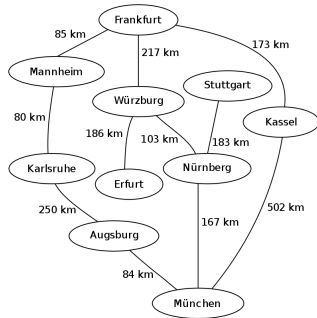 Frankfurt
85 km
217 km
173 km
Mannheim
Stuttgart
Würzburg
80 km
Kassel
186 km
103 km
183 km
Karlsruhe
Erfurt
Nürnberg
250 km
167 km
502 km
Augsburg
84 km
München